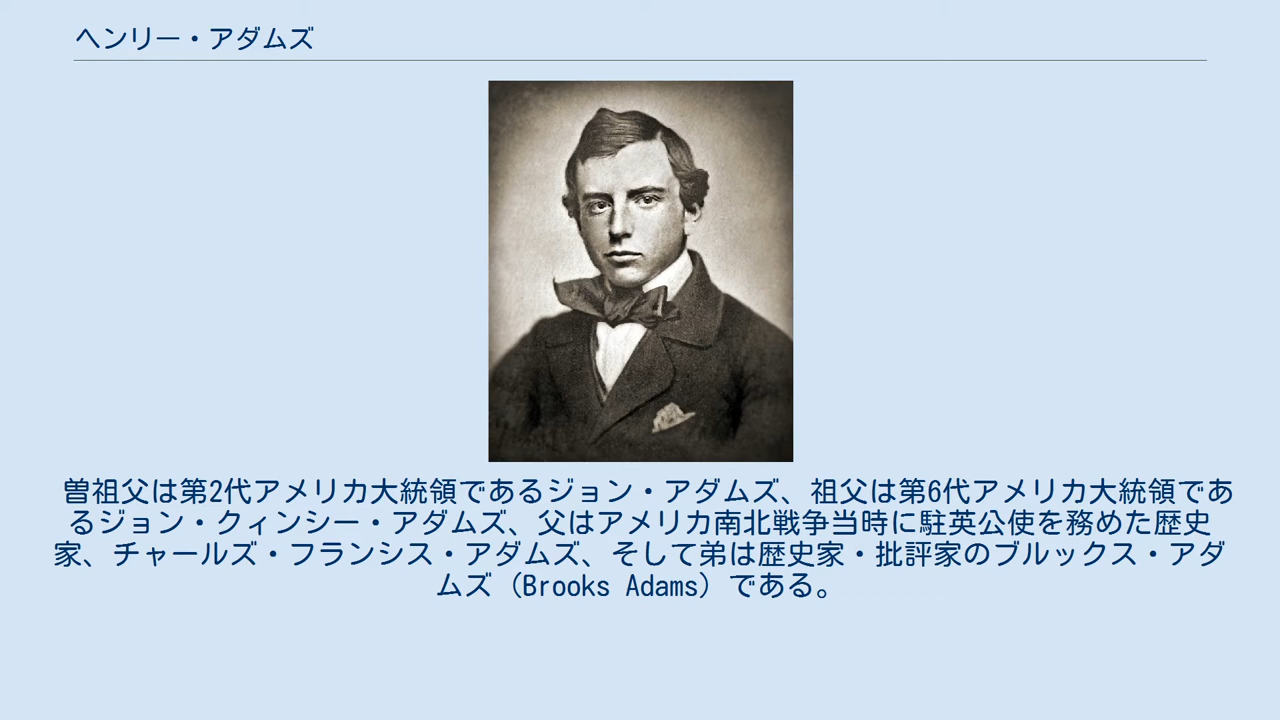 ヘンリー・アダムズ
曽祖父は第2代アメリカ大統領であるジョン・アダムズ、祖父は第6代アメリカ大統領であ
るジョン・クィンシー・アダムズ、父はアメリカ南北戦争当時に駐英公使を務めた歴史
家、チャールズ・フランシス・アダムズ、そして弟は歴史家・批評家のブルックス・アダ
ムズ（Brooks Adams）である。